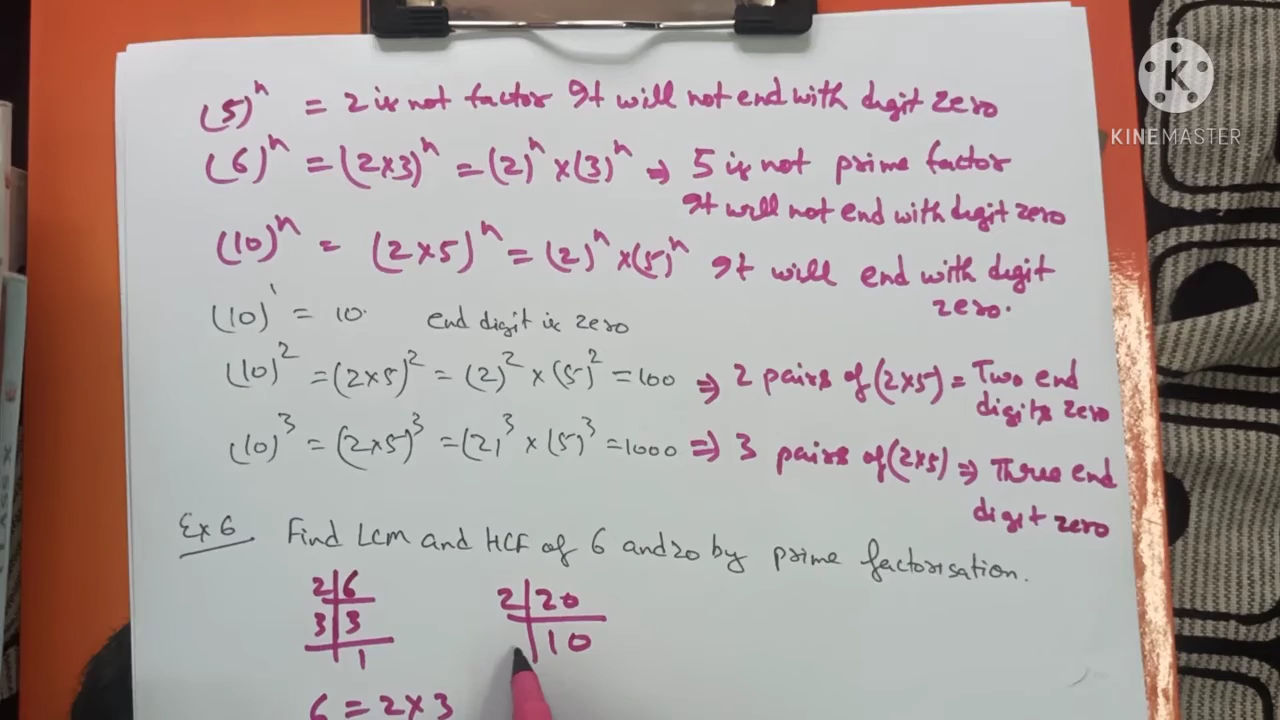 (5)ⁿ = 2 is not factor It will not end with digit zero
(6)ⁿ = (2×3)ⁿ = (2)ⁿ×(3)ⁿ ⇒ 5 is not prime factor
It will not end with digit zero
(10)ⁿ = (2×5)ⁿ = (2)ⁿ×(5)ⁿ It will end with digit
zero.
(10)¹ = 10. end digit is zero
(10)² = (2×5)² = (2)² × (5)² = 100 ⇒ 2 pairs of (2×5) = Two end
digits zero
(10)³ = (2×5)³ = (2)³ × (5)³ = 1000 ⇒ 3 pairs of (2×5) ⇒ Three end
digit zero
Ex 6 Find LCM and HCF of 6 and 20 by prime factorisation.
2|6 2|20
3|3 |10
|1
6 = 2×3
KINEMASTER
K